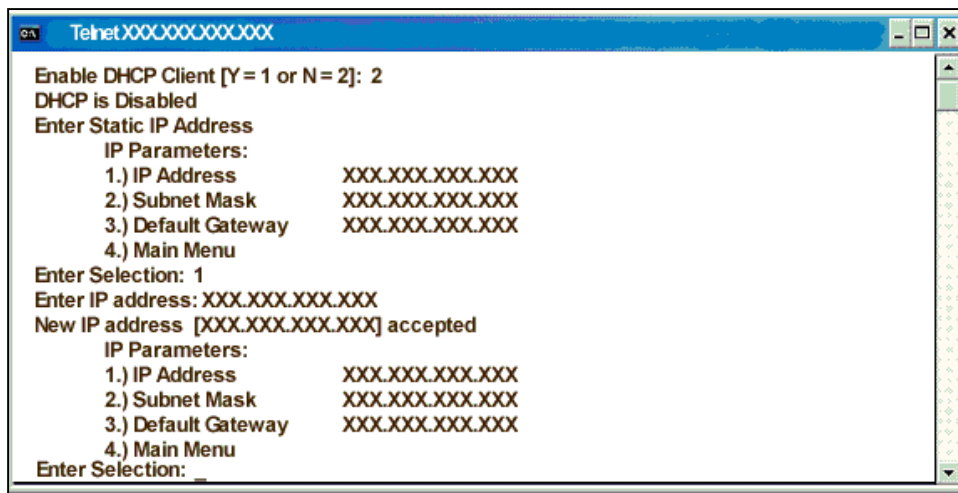 Telnet XXX.XXX.XXX.XXX
Enable DHCP Client [Y = 1 or N = 2]: 2
DHCP is Disabled
Enter Static IP Address
IP Parameters:
1.) IP Address XXX.XXX.XXX.XXX
2.) Subnet Mask XXX.XXX.XXX.XXX
3.) Default Gateway XXX.XXX.XXX.XXX
4.) Main Menu
Enter Selection: 1
Enter IP address: XXX.XXX.XXX.XXX
New IP address [XXX.XXX.XXX.XXX] accepted
IP Parameters:
1.) IP Address XXX.XXX.XXX.XXX
2.) Subnet Mask XXX.XXX.XXX.XXX
3.) Default Gateway XXX.XXX.XXX.XXX
4.) Main Menu
Enter Selection: _